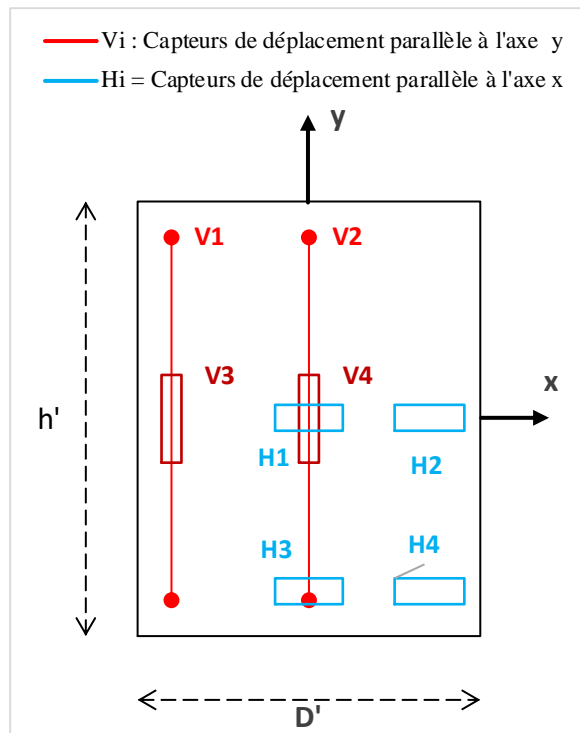 Vi : Capteurs de déplacement parallèle à l'axe y
Hi = Capteurs de déplacement parallèle à l'axe x
y
V1 V2
V3 V4
x
h'
H1 H2
H3 H4
D'